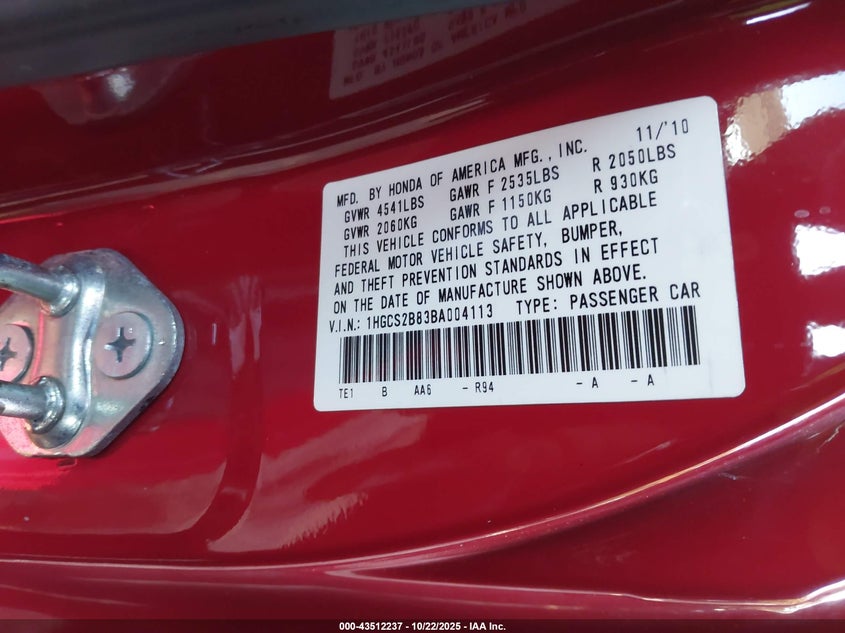 11/'10
MFD. BY HONDA OF AMERICA MFG., INC.
GVWR 4541LBS GAWR F 2535LBS R 2050LBS
GVWR 2060KG GAWR F 1150KG R 930KG
THIS VEHICLE CONFORMS TO ALL APPLICABLE
FEDERAL MOTOR VEHICLE SAFETY, BUMPER,
AND THEFT PREVENTION STANDARDS IN EFFECT
ON THE DATE OF MANUFACTURE SHOWN ABOVE.
V.I.N.: 1HGCS2B83BA004113 TYPE: PASSENGER CAR
TE1 B AA6 - R94 - A - A
000-43512237 - 10/22/2025 - IAA Inc.